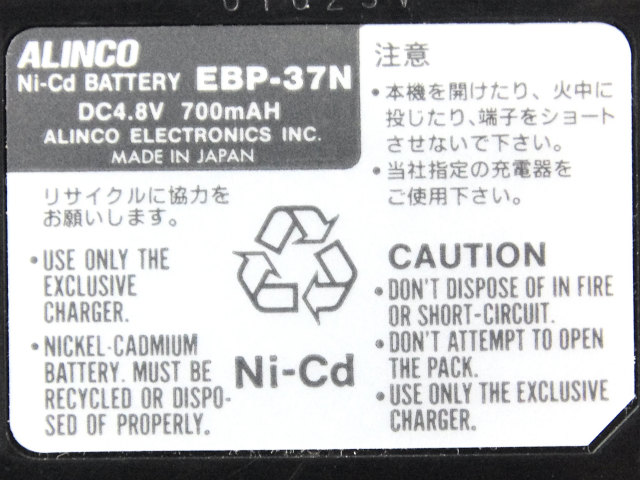 ALINCO
Ni-Cd BATTERY EBP-37N
DC4.8V 700mAH
ALINCO ELECTRONICS INC.
MADE IN JAPAN
リサイクルに協力を
お願いします。
• USE ONLY THE
EXCLUSIVE
CHARGER.
• NICKEL-CADMIUM
BATTERY. MUST BE
RECYCLED OR DISPO-
SED OF PROPERLY.
Ni-Cd
注意
• 本機を開けたり、火中に
投じたり、端子をショート
させないで下さい。
• 当社指定の充電器を
ご使用下さい。
CAUTION
• DON'T DISPOSE OF IN FIRE
OR SHORT-CIRCUIT.
• DON'T ATTEMPT TO OPEN
THE PACK.
• USE ONLY THE EXCLUSIVE
CHARGER.